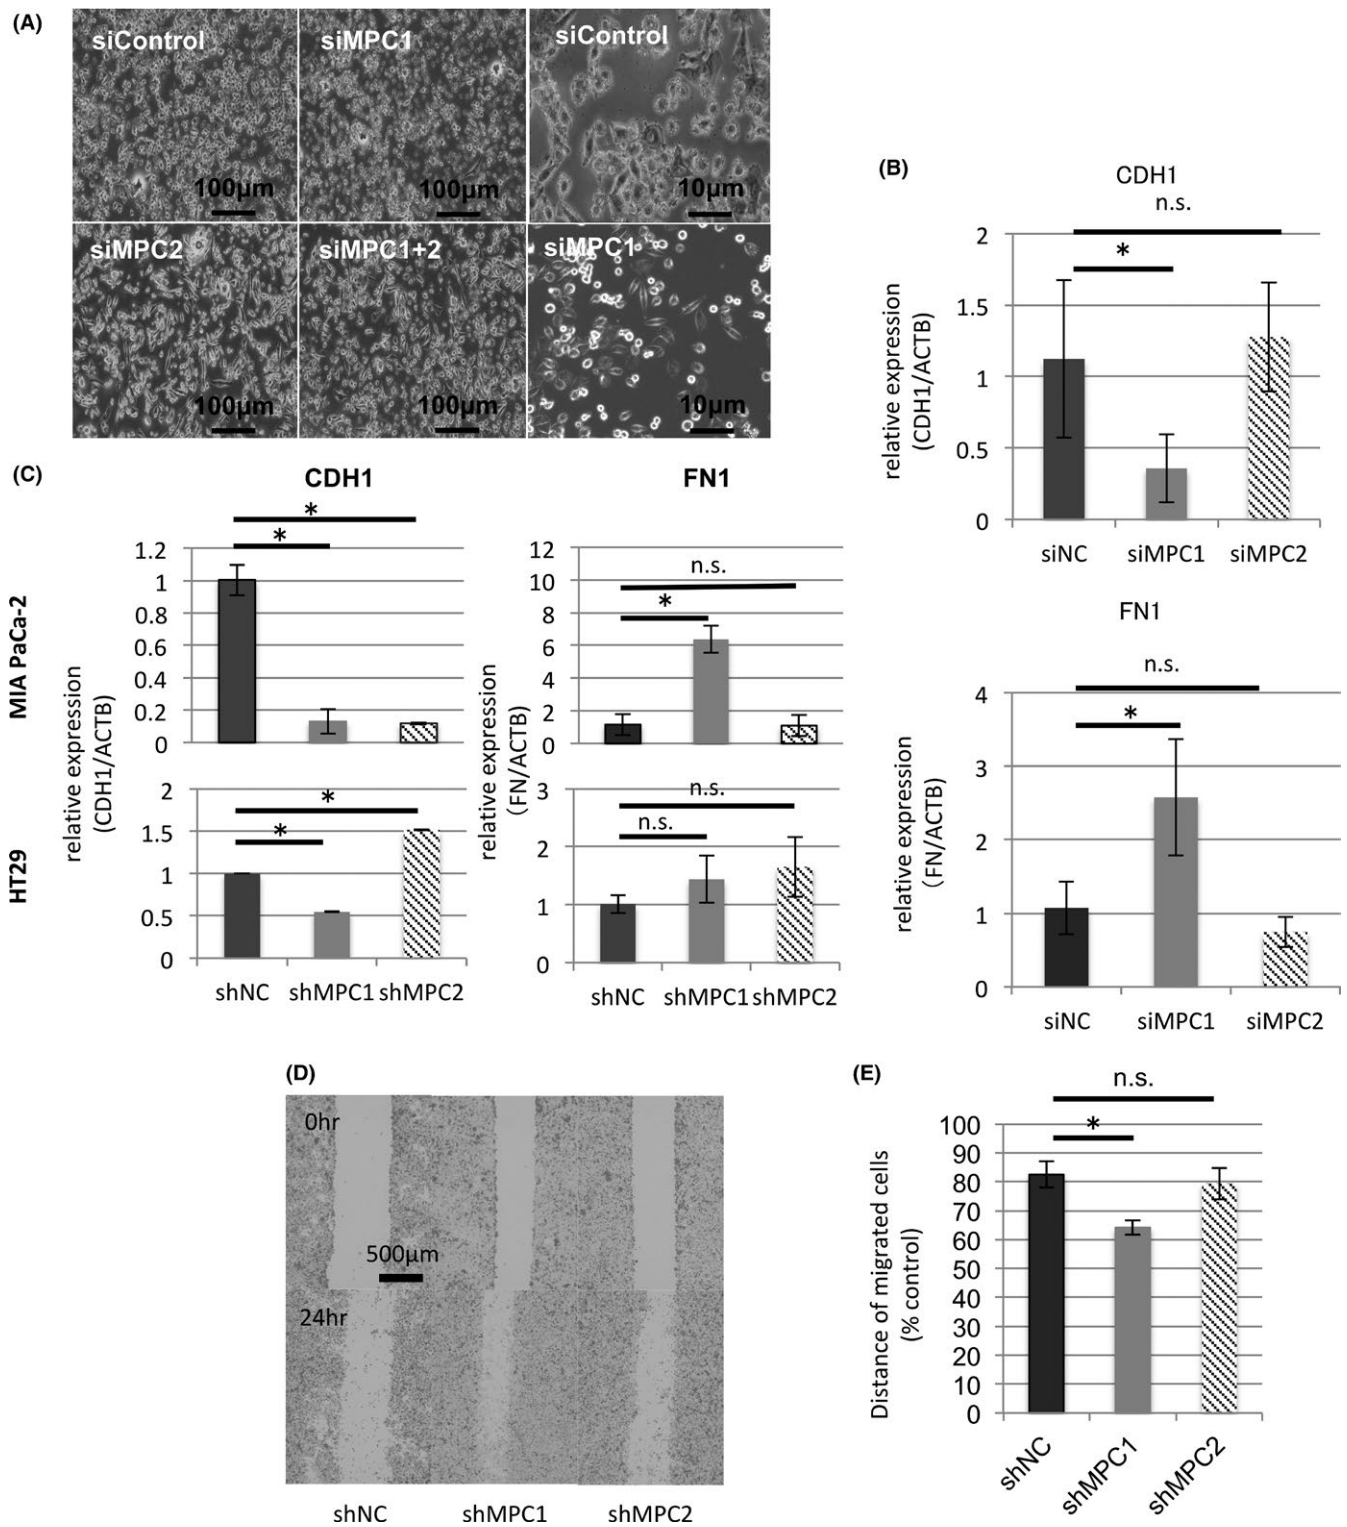 (A)
siControl
siMPC1
siControl
100μm
100μm
10μm
siMPC2
siMPC1+2
siMPC1
100μm
100μm
10μm
(B)
CDH1
n.s.
*
2
1.5
1
0.5
0
relative expression
(CDH1/ACTB)
siNC
siMPC1
siMPC2
FN1
n.s.
*
4
3
2
1
0
relative expression
(FN/ACTB)
siNC
siMPC1
siMPC2
(C)
CDH1
FN1
MIA PaCa-2
HT29
relative expression
(CDH1/ACTB)
*
*
1.2
1
0.8
0.6
0.4
0.2
0
*
*
2
1.5
1
0.5
0
shNC
shMPC1
shMPC2
relative expression
(FN/ACTB)
n.s.
*
12
10
8
6
4
2
0
n.s.
n.s.
3
2
1
0
shNC
shMPC1
shMPC2
(D)
0hr
500μm
24hr
shNC
shMPC1
shMPC2
(E)
n.s.
*
100
90
80
70
60
50
40
30
20
10
0
Distance of migrated cells
(% control)
shNC
shMPC1
shMPC2